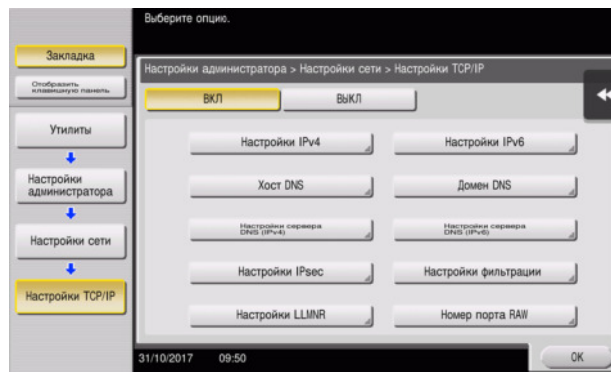 Выберите опцию.
Закладка
Отобразить
клавишную панель
Утилиты
Настройки
администратора
Настройки сети
Настройки TCP/IP
Настройки администратора > Настройки сети > Настройки TCP/IP
ВКЛ
ВЫКЛ
Настройки IPv4
Настройки IPv6
Хост DNS
Домен DNS
Настройки сервера
DNS (IPv4)
Настройки сервера
DNS (IPv6)
Настройки IPsec
Настройки фильтрации
Настройки LLMNR
Номер порта RAW
31/10/2017 09:50
OK